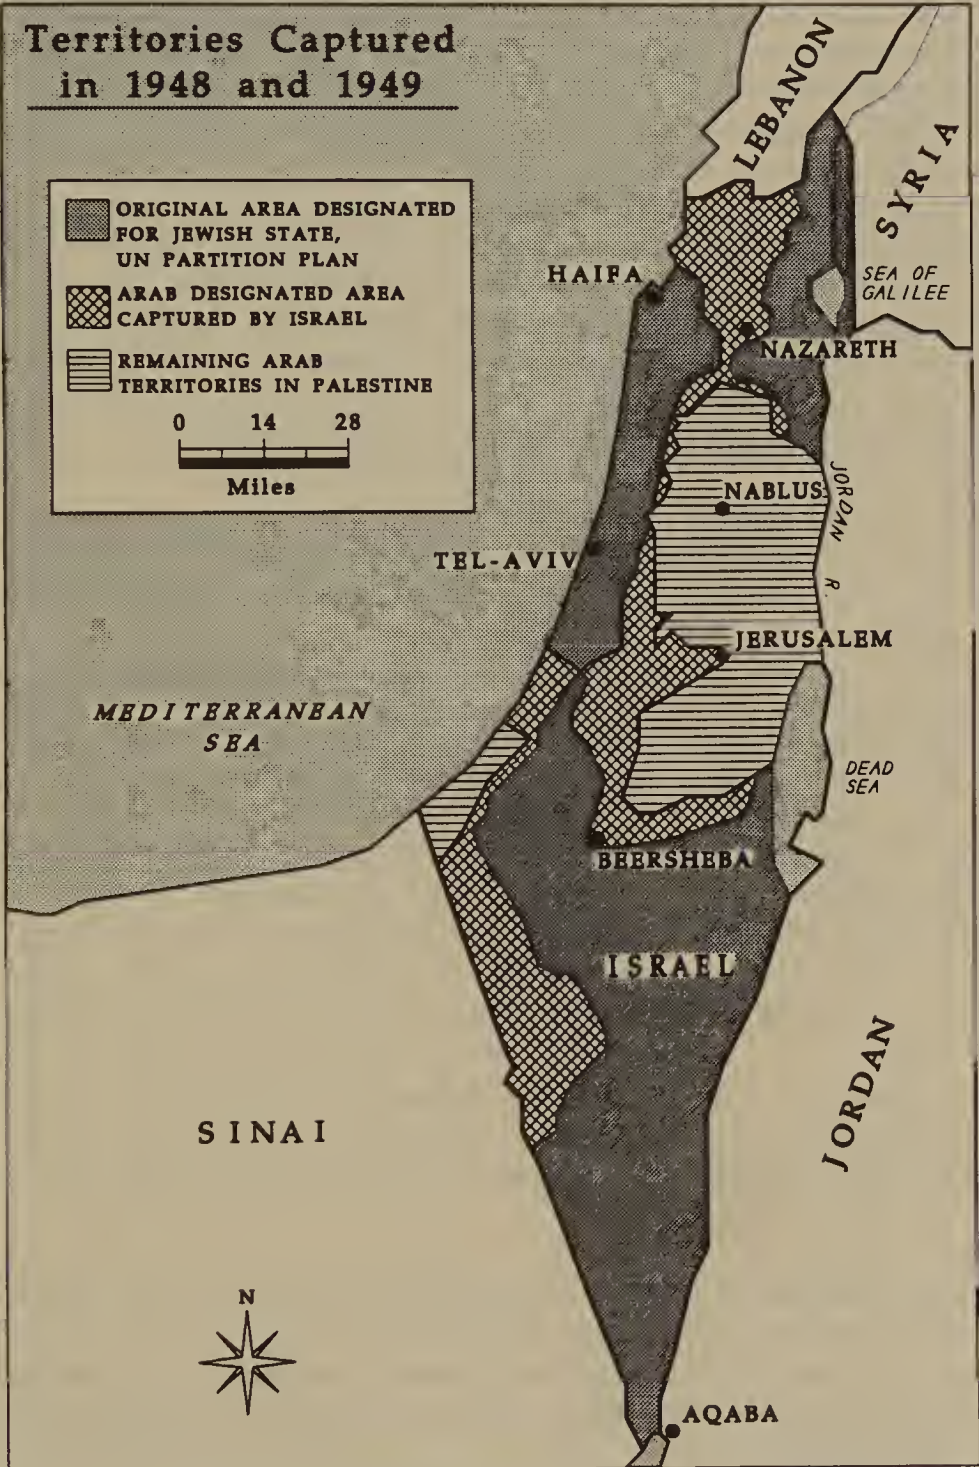 Territories Captured
in 1948 and 1949
ORIGINAL AREA DESIGNATED
FOR JEWISH STATE,
UN PARTITION PLAN
ARAB DESIGNATED AREA
CAPTURED BY ISRAEL
REMAINING ARAB
TERRITORIES IN PALESTINE
0 14 28
Miles
LEBANON
SYRIA
HAIFA
SEA OF
GALILEE
NAZARETH
NABLUS
JORDAN R.
TEL-AVIV
JERUSALEM
MEDITERRANEAN
SEA
DEAD
SEA
BEERSHEBA
ISRAEL
JORDAN
SINAI
N
AQABA